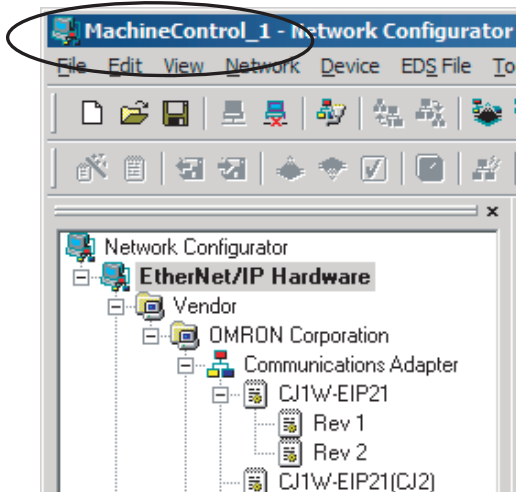 MachineControl_1 - Network Configurator
File Edit View Network Device EDS File To
Network Configurator
EtherNet/IP Hardware
Vendor
OMRON Corporation
Communications Adapter
CJ1W-EIP21
Rev 1
Rev 2
CJ1W-EIP21(CJ2)